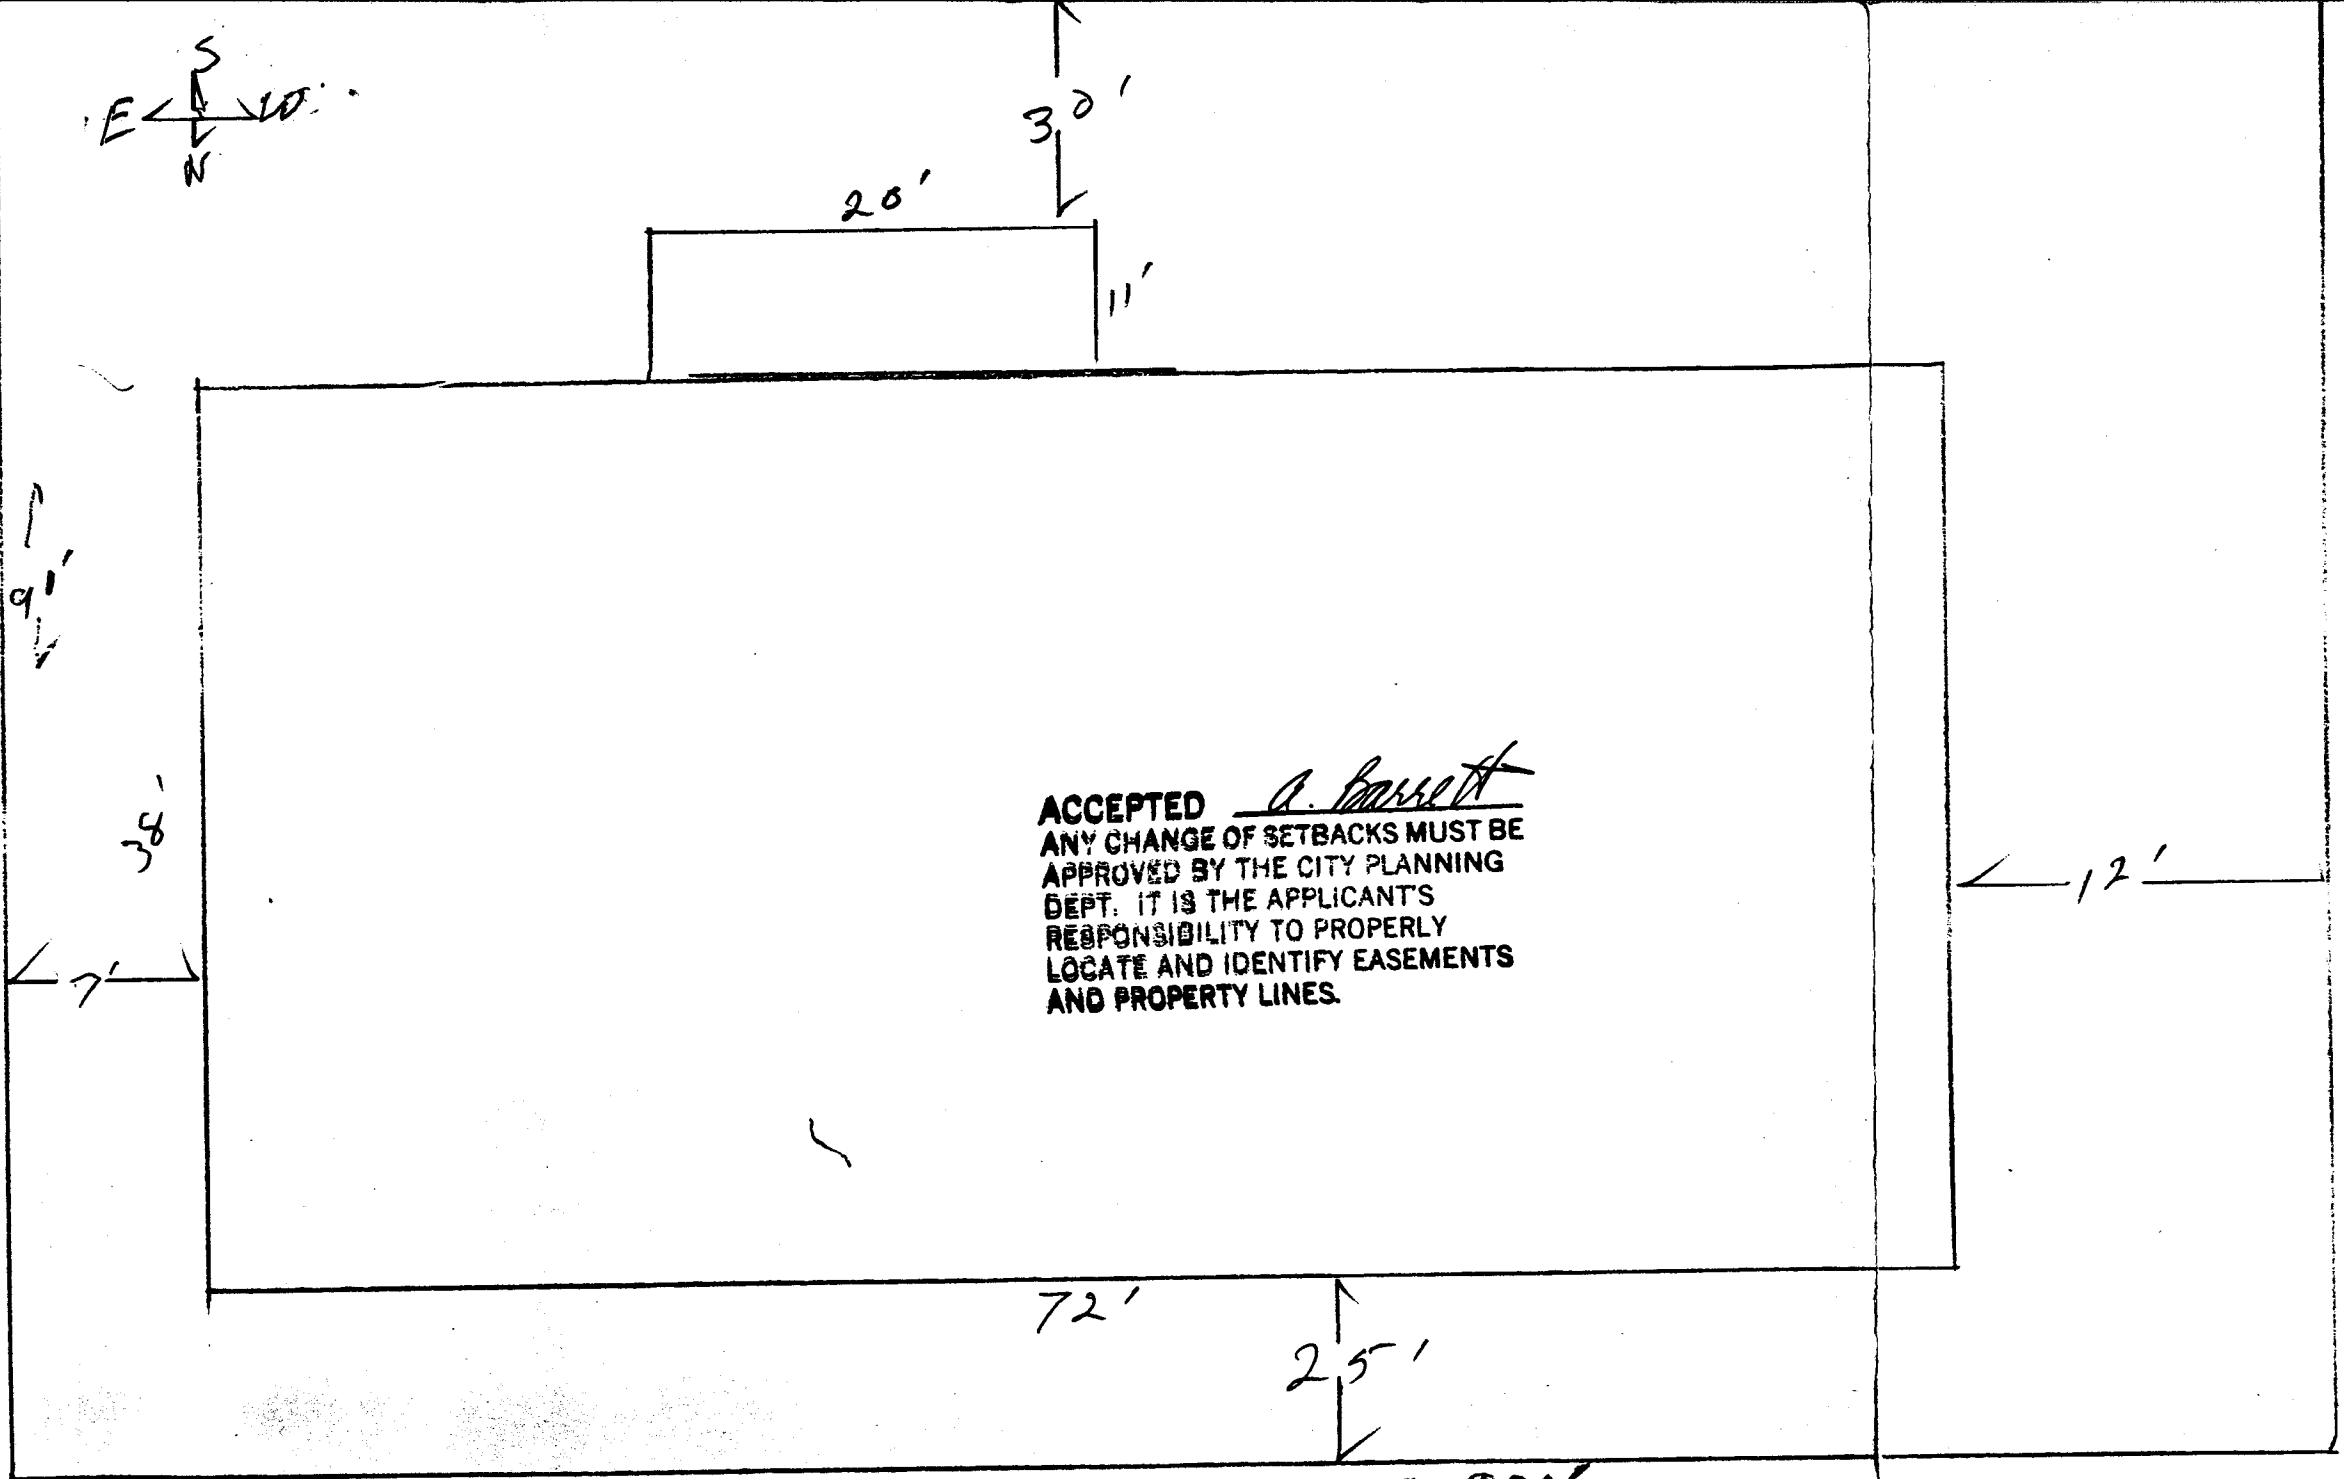 S
E
W
N
30'
20'
11'
91'
38'
7'
ACCEPTED A. Barrett
ANY CHANGE OF SETBACKS MUST BE
APPROVED BY THE CITY PLANNING
DEPT. IT IS THE APPLICANT'S
RESPONSIBILITY TO PROPERLY
LOCATE AND IDENTIFY EASEMENTS
AND PROPERTY LINES.
12'
72'
25'